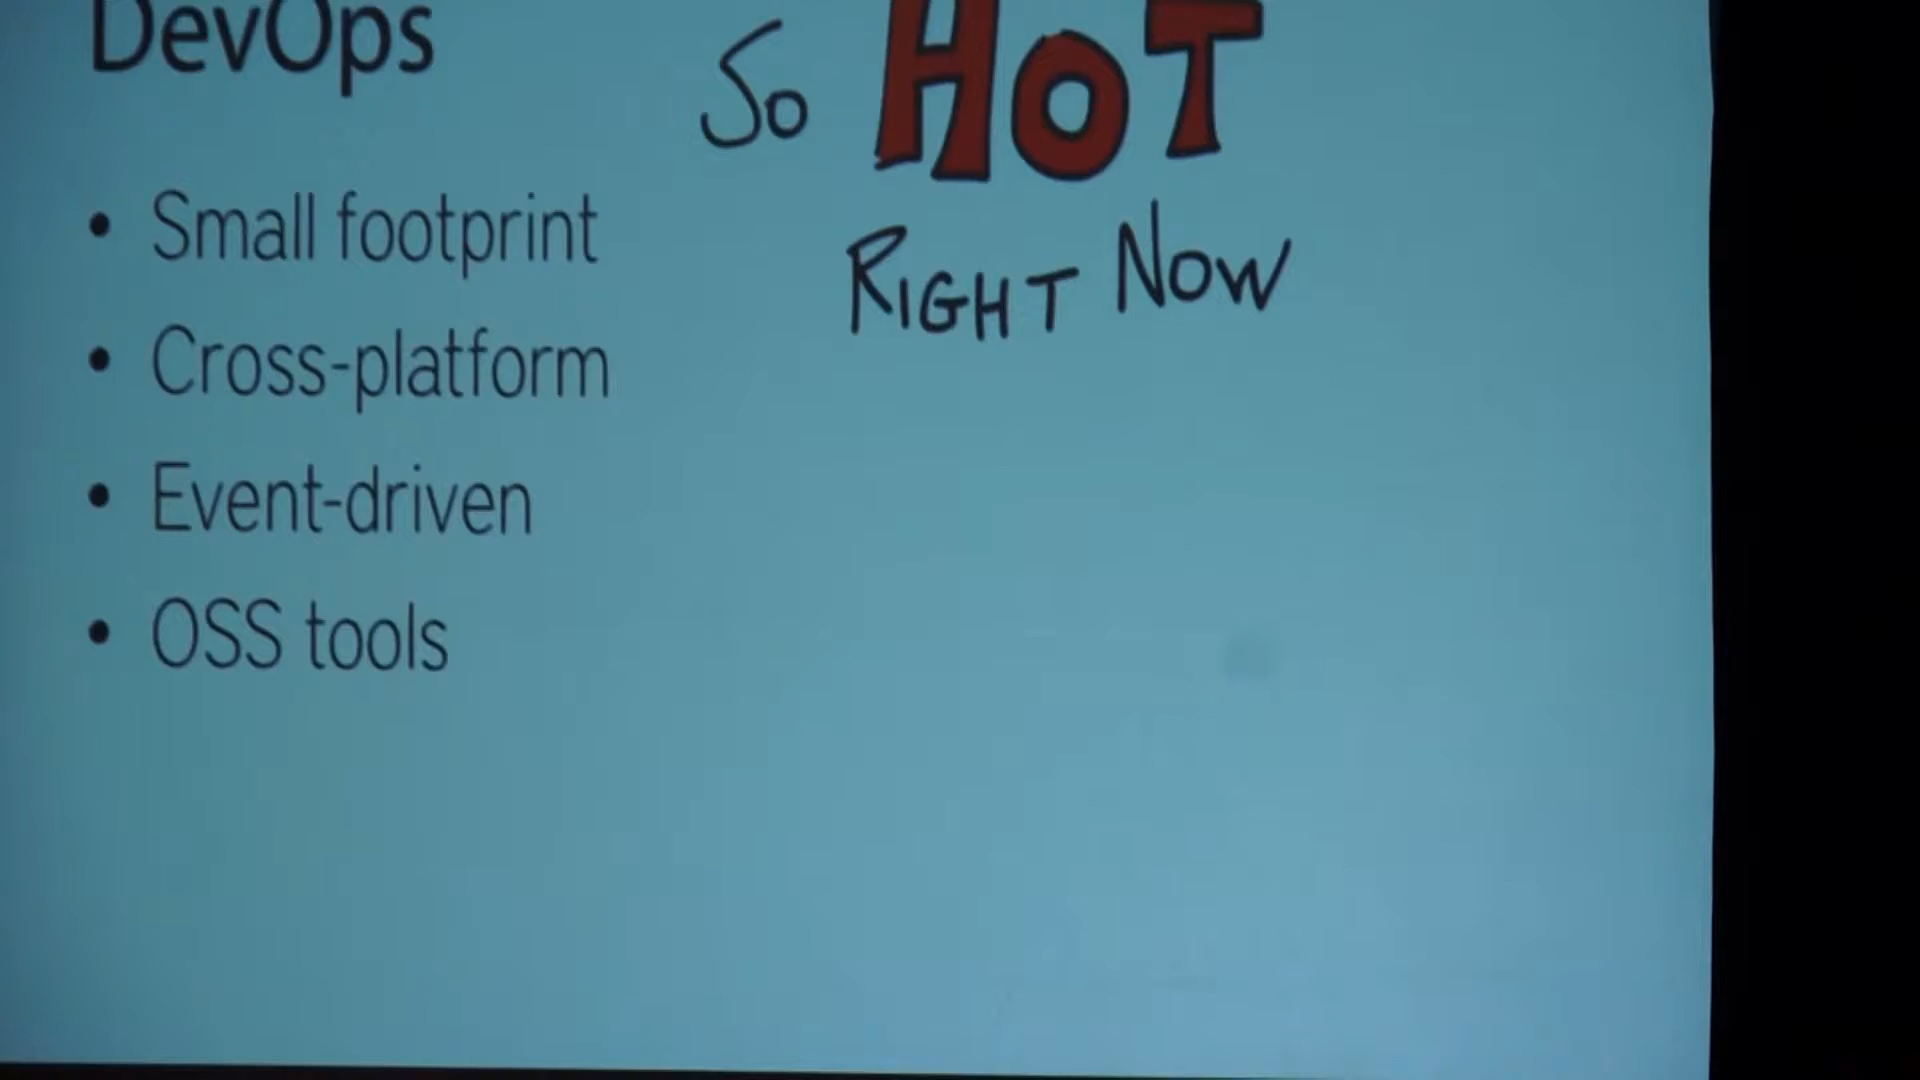 DevOps
• Small footprint
• Cross-platform
• Event-driven
• OSS tools
So HOT
RIGHT NOW